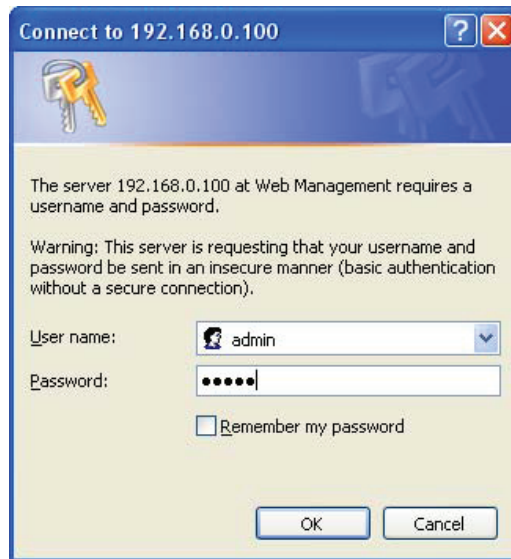 Connect to 192.168.0.100
The server 192.168.0.100 at Web Management requires a
username and password.
Warning: This server is requesting that your username and
password be sent in an insecure manner (basic authentication
without a secure connection).
User name:
admin
Password:
•••••
Remember my password
OK
Cancel